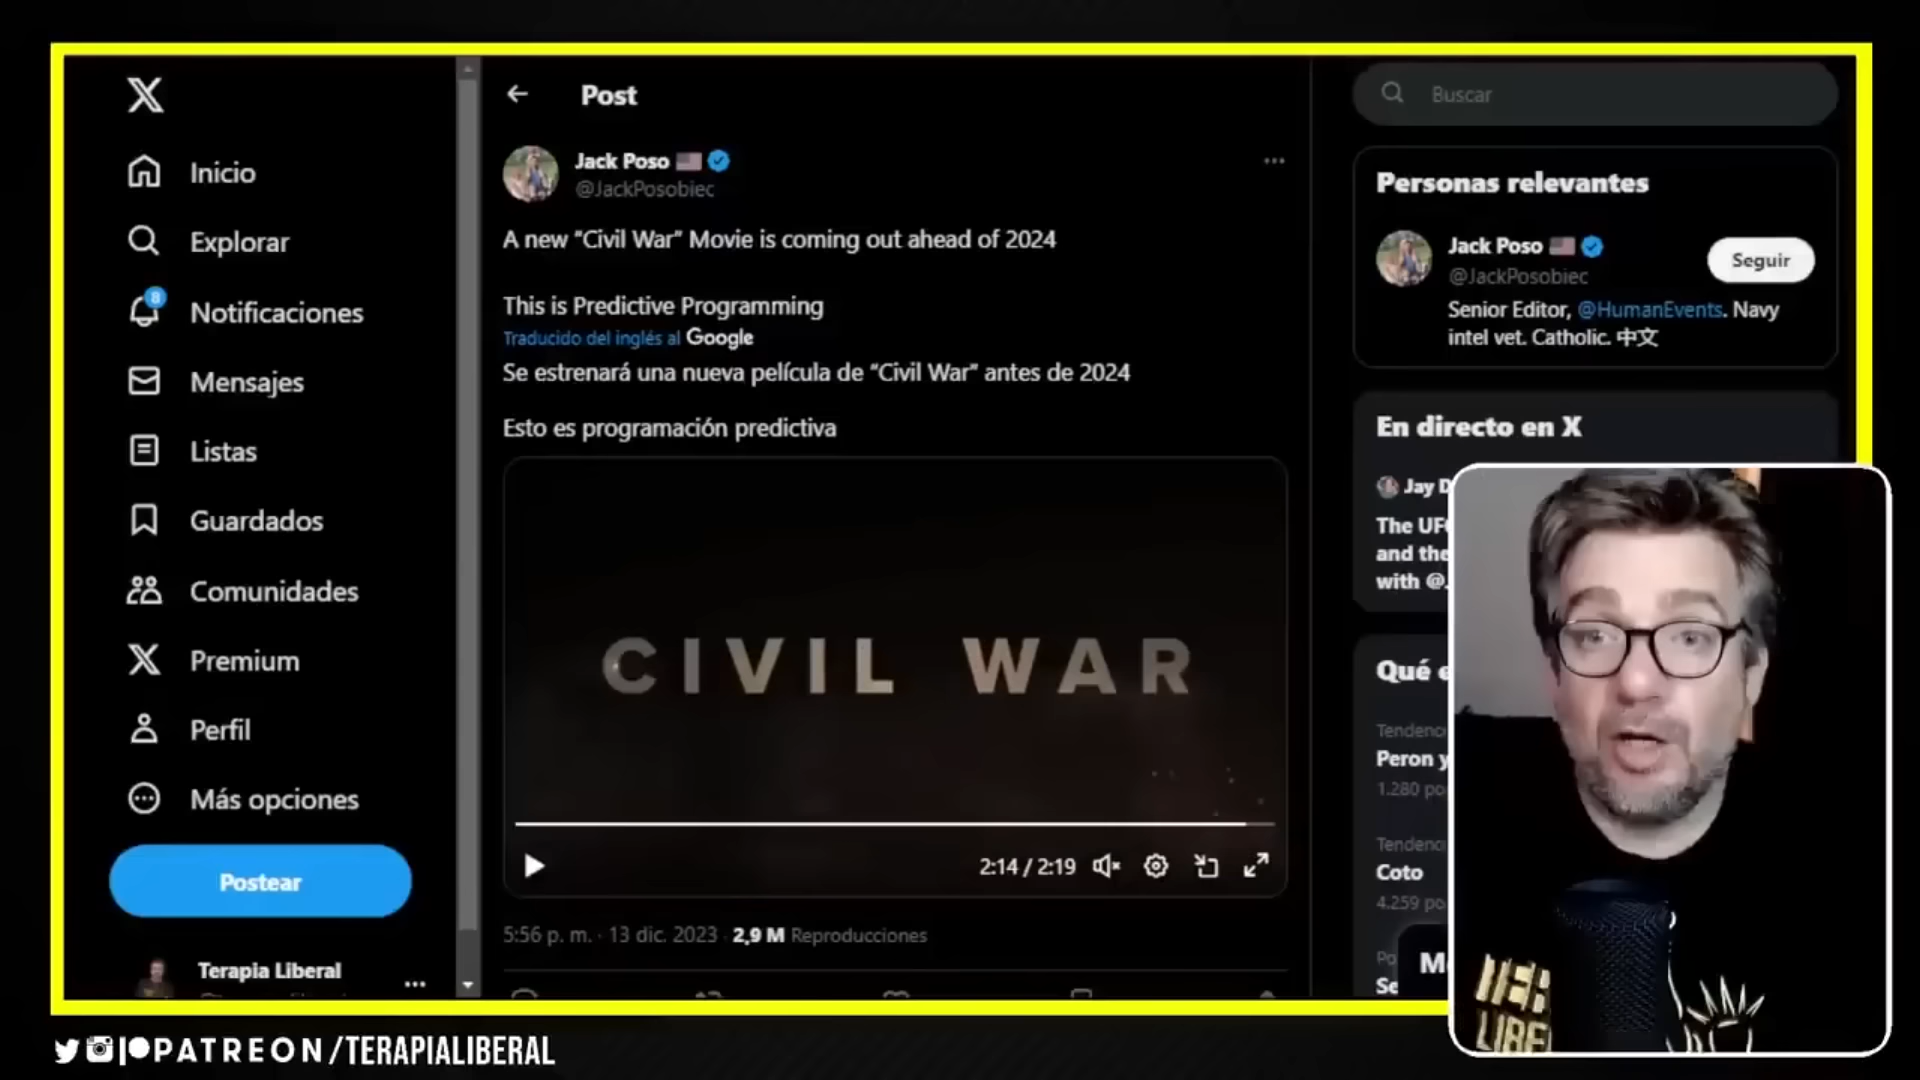 Inicio
Explorar
8
Notificaciones
Mensajes
Listas
Guardados
Comunidades
Premium
Perfil
Más opciones
Postear
Terapia Liberal
Post
Jack Poso
@JackPosobiec
A new “Civil War” Movie is coming out ahead of 2024
This is Predictive Programming
Traducido del inglés al Google
Se estrenará una nueva película de “Civil War” antes de 2024
Esto es programación predictiva
CIVIL WAR
2:14 / 2:19
5:56 p. m. · 13 dic. 2023 · 2,9 M Reproducciones
Buscar
Personas relevantes
Jack Poso
@JackPosobiec
Seguir
Senior Editor, @HumanEvents. Navy
intel vet. Catholic. 中文
En directo en X
Jay D
The UF
and the
with @
Qué e
Tendenc
Peron y
1.280 po
Tendenc
Coto
4.259 po
Po
Se
LIBE
PATREON/TERAPIALIBERAL